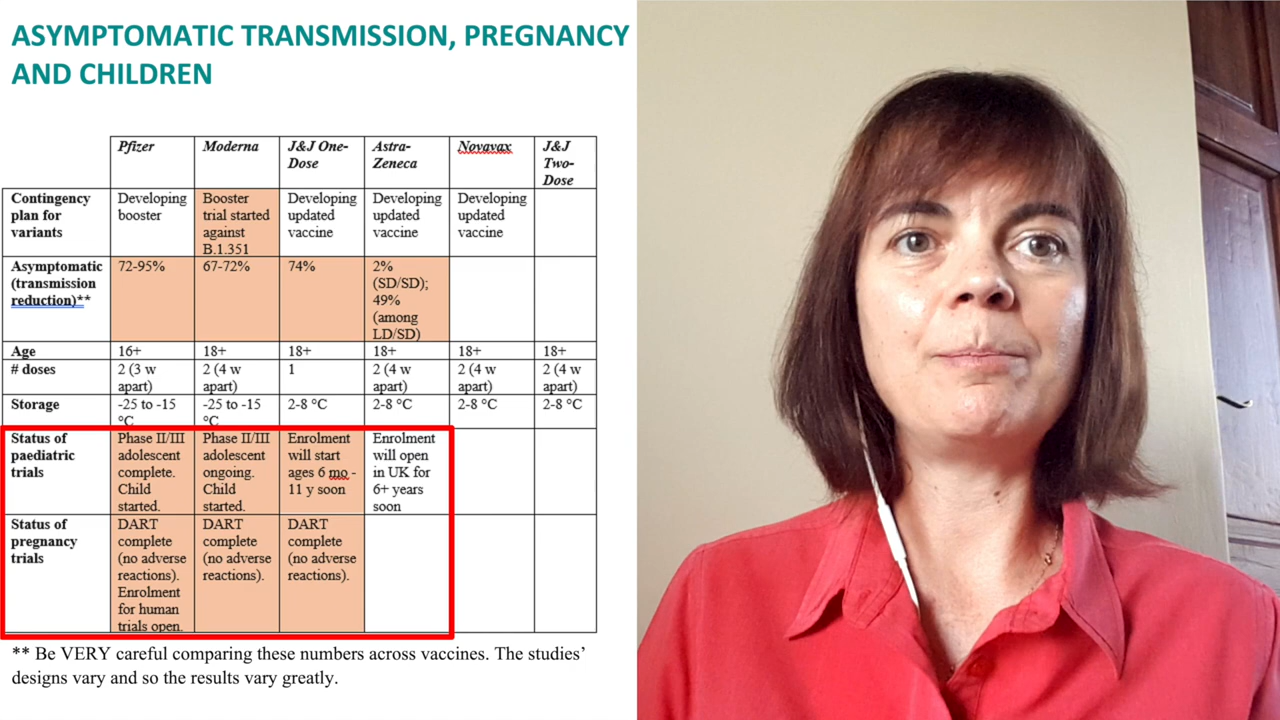 ASYMPTOMATIC TRANSMISSION, PREGNANCY
AND CHILDREN
Pfizer Moderna J&J One- Astra- Novavax J&J
Dose Zeneca Two-
Dose
Contingency Developing Booster Developing Developing Developing
plan for booster trial started updated updated updated
variants against vaccine vaccine vaccine
B.1.351
Asymptomatic 72-95% 67-72% 74% 2%
(transmission (SD/SD);
reduction)** 49%
(among
LD/SD)
Age 16+ 18+ 18+ 18+ 18+ 18+
# doses 2 (3 w 2 (4 w 1 2 (4 w 2 (4 w 2 (4 w
apart) apart) apart) apart) apart)
Storage -25 to -15 -25 to -15 2-8 °C 2-8 °C 2-8 °C 2-8 °C
°C °C
Status of Phase II/III Phase II/III Enrolment Enrolment
paediatric adolescent adolescent will start will open
trials complete. ongoing. ages 6 mo - in UK for
Child Child 11 y soon 6+ years
started. started. soon
Status of DART DART DART
pregnancy complete complete complete
trials (no adverse (no adverse (no adverse
reactions). reactions). reactions).
Enrolment
for human
trials open.
** Be VERY careful comparing these numbers across vaccines. The studies’
designs vary and so the results vary greatly.